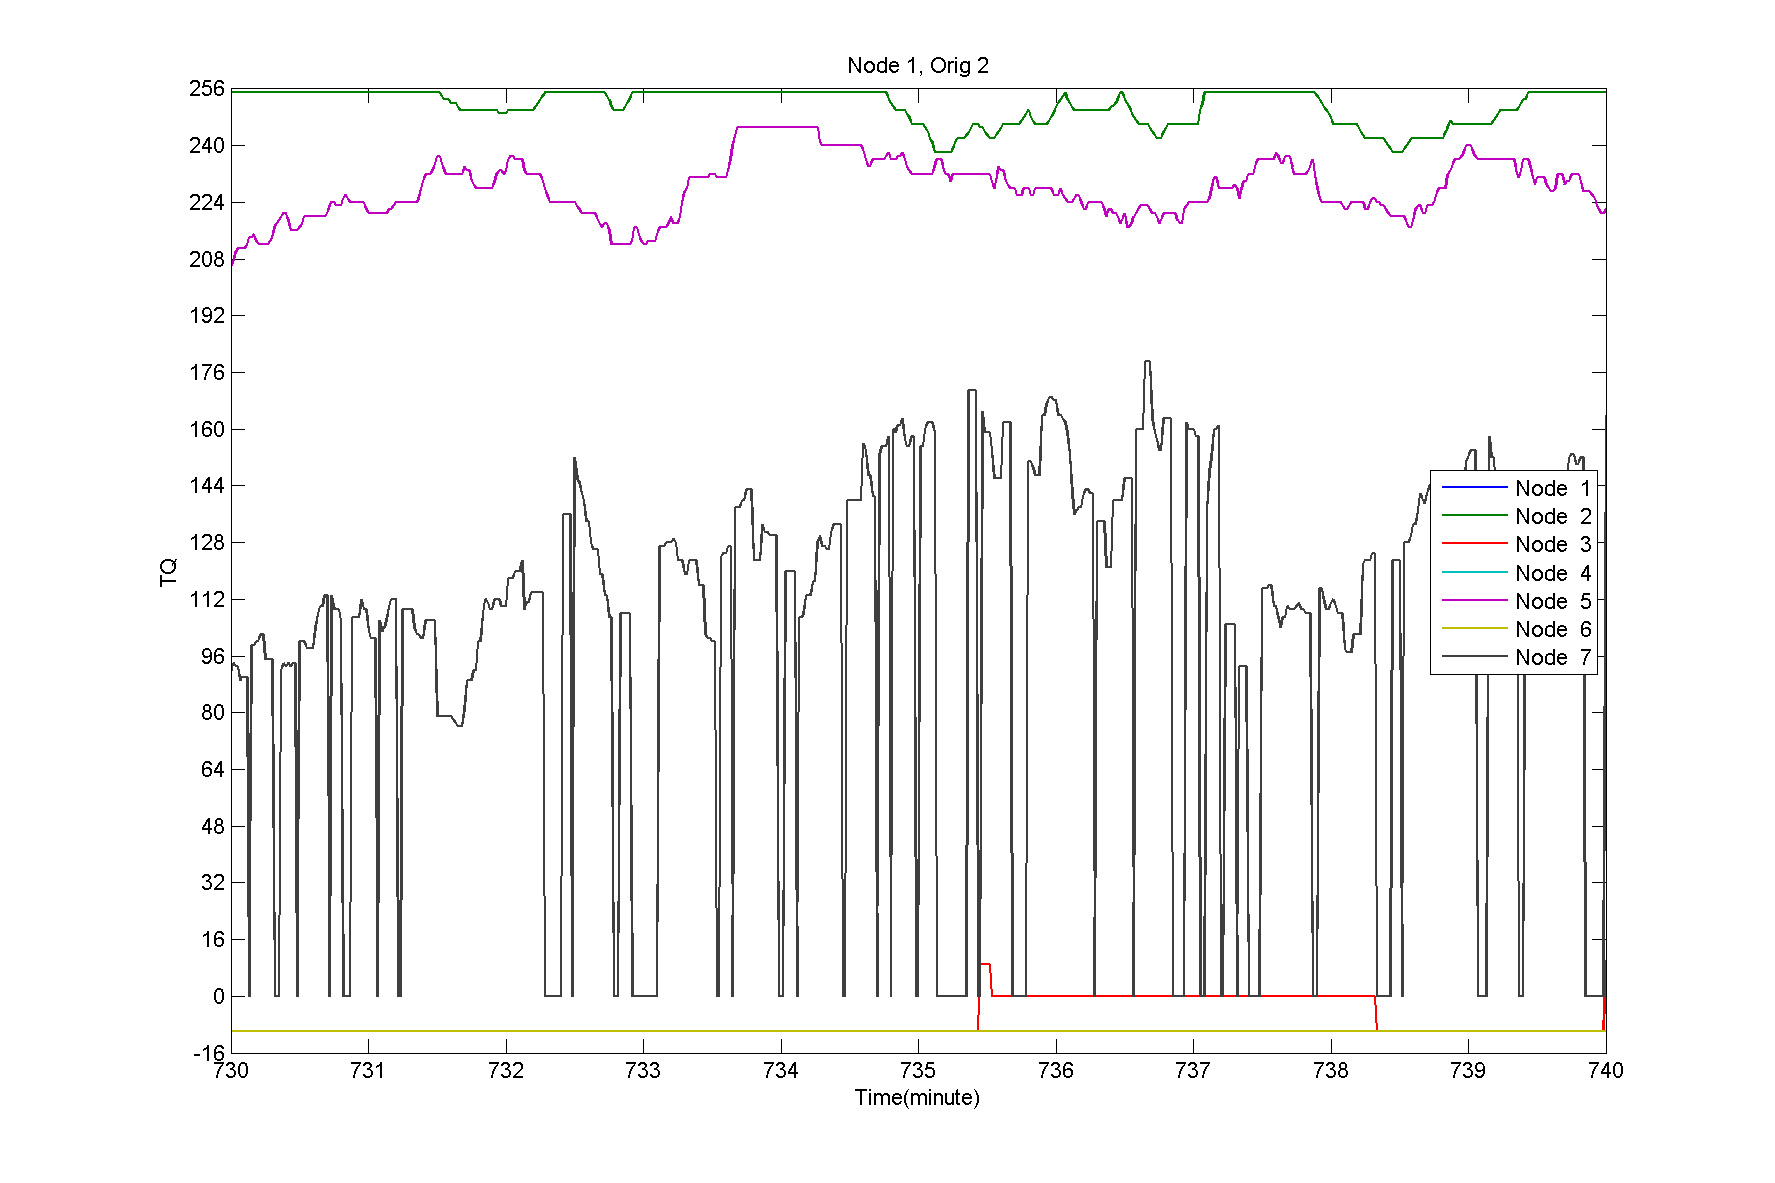 Node 1, Orig 2
256
240
224
208
192
176
160
144
128
112
96
80
64
48
32
16
0
-16
TQ
Node 1
Node 2
Node 3
Node 4
Node 5
Node 6
Node 7
730 731 732 733 734 735 736 737 738 739 740
Time(minute)